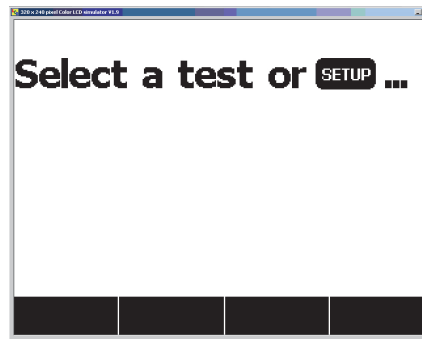 320 x 240 pixel Color LCD simulator V1.9
Select a test or SETUP ...